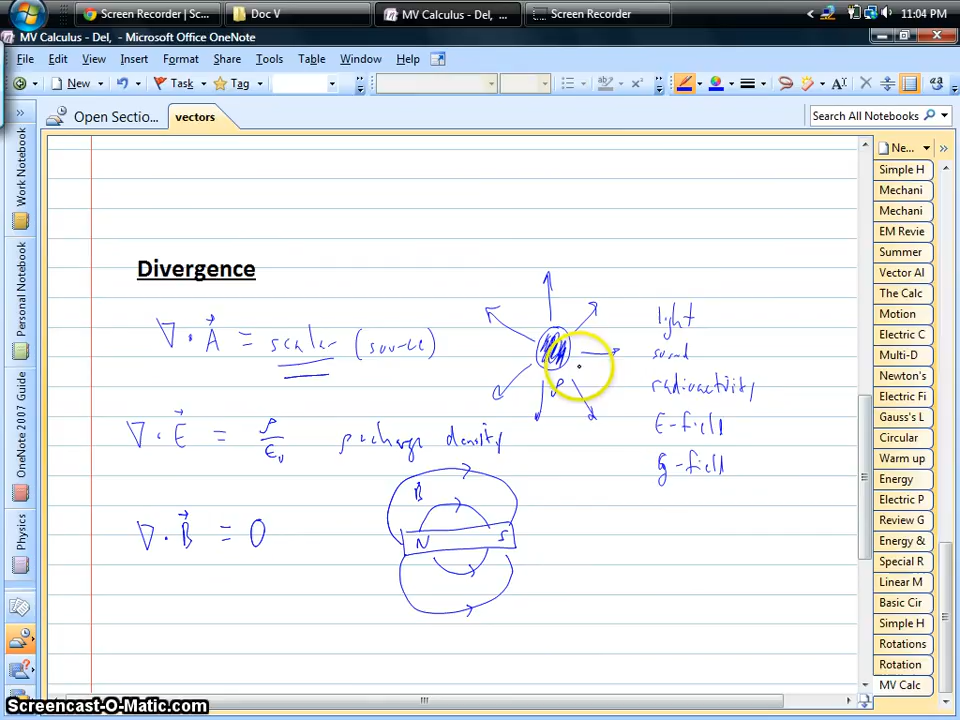 Screen Recorder | Sc...
Doc V
MV Calculus - Del, ...
Screen Recorder
11:04 PM
MV Calculus - Del, - Microsoft Office OneNote
File Edit View Insert Format Share Tools Table Window Help
New Task Tag
Open Sectio... vectors
Search All Notebooks
Work Notebook
Personal Notebook
OneNote 2007 Guide
Physics
Ne...
Simple H
Mechani
Mechani
EM Revie
Summer
Vector Al
The Calc
Motion
Electric C
Multi-D
Newton's
Electric Fi
Gauss's L
Circular
Warm up
Energy
Electric P
Review G
Energy &
Special R
Linear M
Basic Cir
Simple H
Rotations
Rotation
MV Calc
Divergence
∇ · A⃗ = scalar (source)
ρ
light
sound
radioactivity
E-field
g-field
∇ · E⃗ = ρ/ε₀ ρ = charge density
∇ · B⃗ = 0
B
N S
Screencast-O-Matic.com